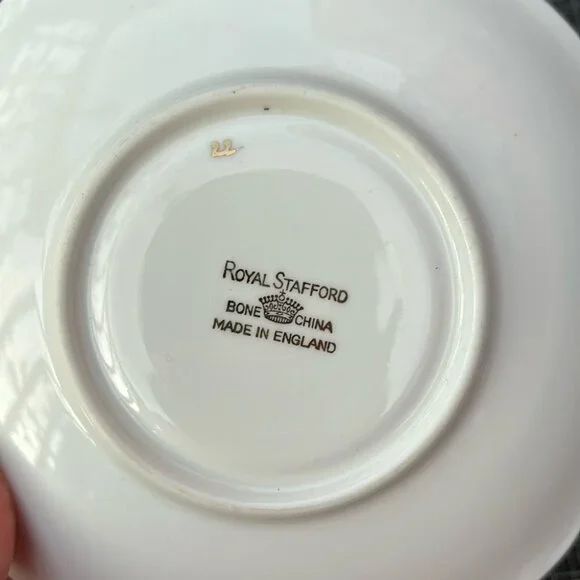 22
ROYAL STAFFORD
BONE CHINA
MADE IN ENGLAND